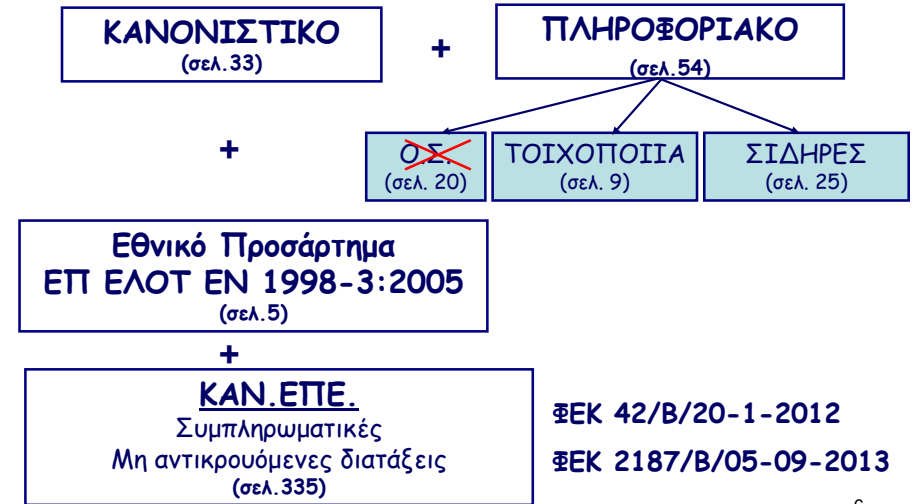 ΚΑΝΟΝΙΣΤΙΚΟ
(σελ.33)
+
ΠΛΗΡΟΦΟΡΙΑΚΟ
(σελ.54)
+
Ο.Σ.
(σελ. 20)
ΤΟΙΧΟΠΟΙΙΑ
(σελ. 9)
ΣΙΔΗΡΕΣ
(σελ. 25)
Εθνικό Προσάρτημα
ΕΠ ΕΛΟΤ ΕΝ 1998-3:2005
(σελ.5)
+
ΚΑΝ.ΕΠΕ.
Συμπληρωματικές
Μη αντικρουόμενες διατάξεις
(σελ.335)
ΦΕΚ 42/Β/20-1-2012
ΦΕΚ 2187/Β/05-09-2013